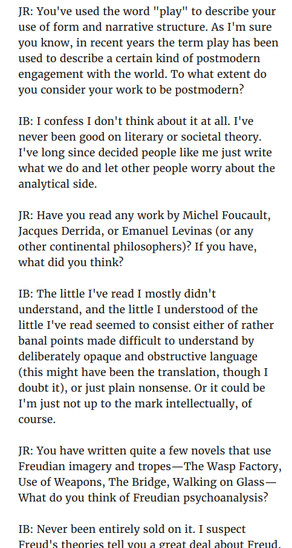 JR: You've used the word "play" to describe your
use of form and narrative structure. As I'm sure
you know, in recent years the term play has been
used to describe a certain kind of postmodern
engagement with the world. To what extent do
you consider your work to be postmodern?
IB: I confess I don't think about it at all. I've
never been good on literary or societal theory.
I've long since decided people like me just write
what we do and let other people worry about the
analytical side.
JR: Have you read any work by Michel Foucault,
Jacques Derrida, or Emanuel Levinas (or any
other continental philosophers)? If you have,
what did you think?
IB: The little I've read I mostly didn't
understand, and the little I understood of the
little I've read seemed to consist either of rather
banal points made difficult to understand by
deliberately opaque and obstructive language
(this might have been the translation, though I
doubt it), or just plain nonsense. Or it could be
I'm just not up to the mark intellectually, of
course.
JR: You have written quite a few novels that use
Freudian imagery and tropes—The Wasp Factory,
Use of Weapons, The Bridge, Walking on Glass—
What do you think of Freudian psychoanalysis?
IB: Never been entirely sold on it. I suspect
Freud's theories tell you a great deal about Freud,